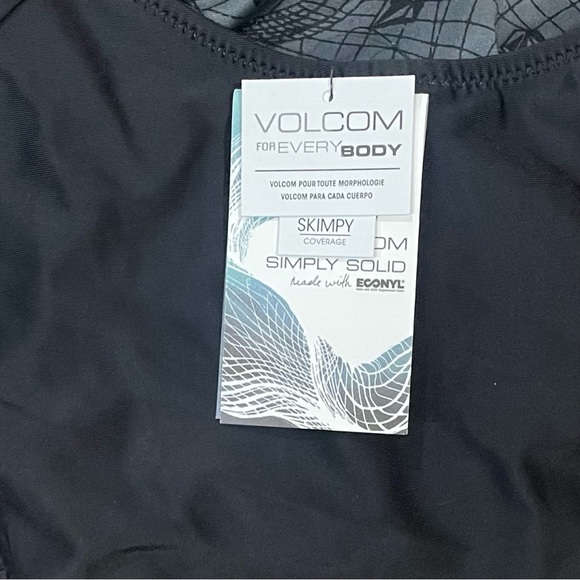 VOLCOM
FOR EVERY BODY
VOLCOM POUR TOUTE MORPHOLOGIE
VOLCOM PARA CADA CUERPO
SKIMPY
COVERAGE
OM
SIMPLY SOLID
made with ECONYL®